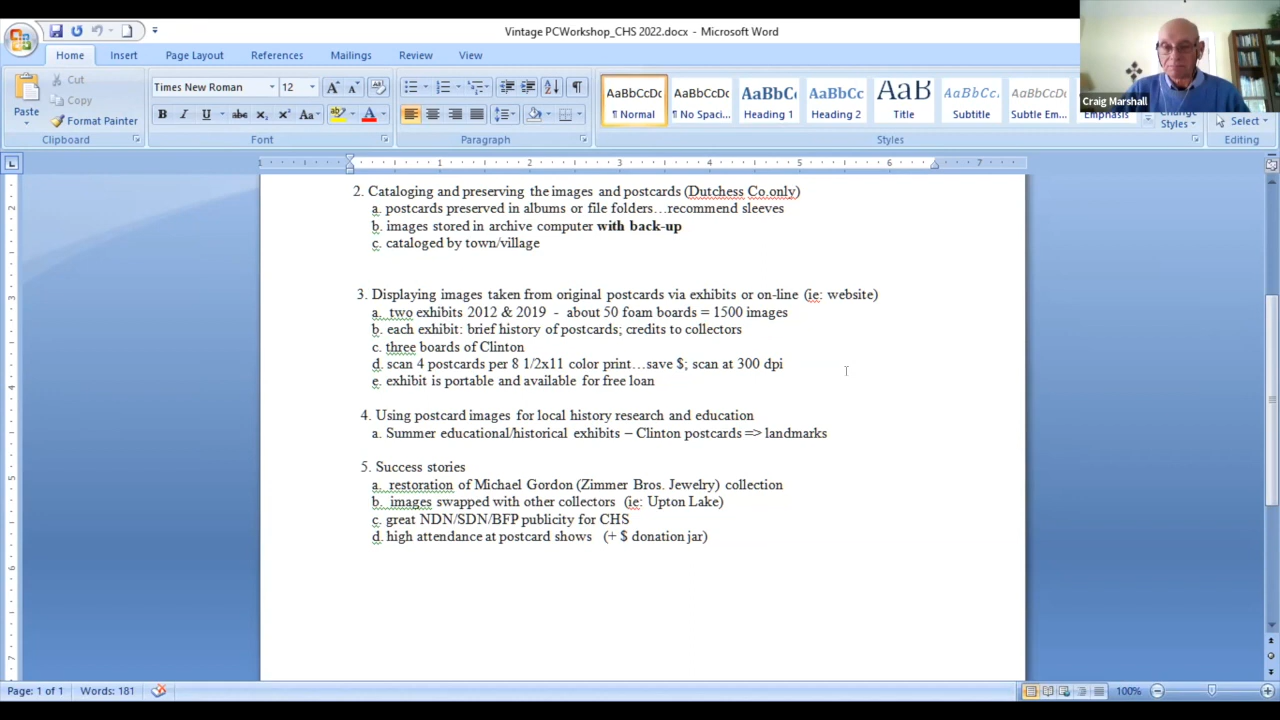 Vintage PCWorkshop_CHS 2022.docx - Microsoft Word
Home Insert Page Layout References Mailings Review View
Cut
Copy
Paste
Format Painter
Clipboard
Times New Roman 12
Font
Paragraph
AaBbCcDc AaBbCcDc AaBbCc AaBbCc AaB AaBbCc. AaBbCcDc
¶ Normal ¶ No Spaci... Heading 1 Heading 2 Title Subtitle Subtle Em... Emphasis
Styles
Change Styles
Select
Editing
Craig Marshall
2. Cataloging and preserving the images and postcards (Dutchess Co.only)
a. postcards preserved in albums or file folders…recommend sleeves
b. images stored in archive computer with back-up
c. cataloged by town/village
3. Displaying images taken from original postcards via exhibits or on-line (ie: website)
a. two exhibits 2012 & 2019 - about 50 foam boards = 1500 images
b. each exhibit: brief history of postcards; credits to collectors
c. three boards of Clinton
d. scan 4 postcards per 8 1/2x11 color print…save $; scan at 300 dpi
e. exhibit is portable and available for free loan
4. Using postcard images for local history research and education
a. Summer educational/historical exhibits – Clinton postcards => landmarks
5. Success stories
a. restoration of Michael Gordon (Zimmer Bros. Jewelry) collection
b. images swapped with other collectors (ie: Upton Lake)
c. great NDN/SDN/BFP publicity for CHS
d. high attendance at postcard shows (+ $ donation jar)
Page: 1 of 1 Words: 181 100%